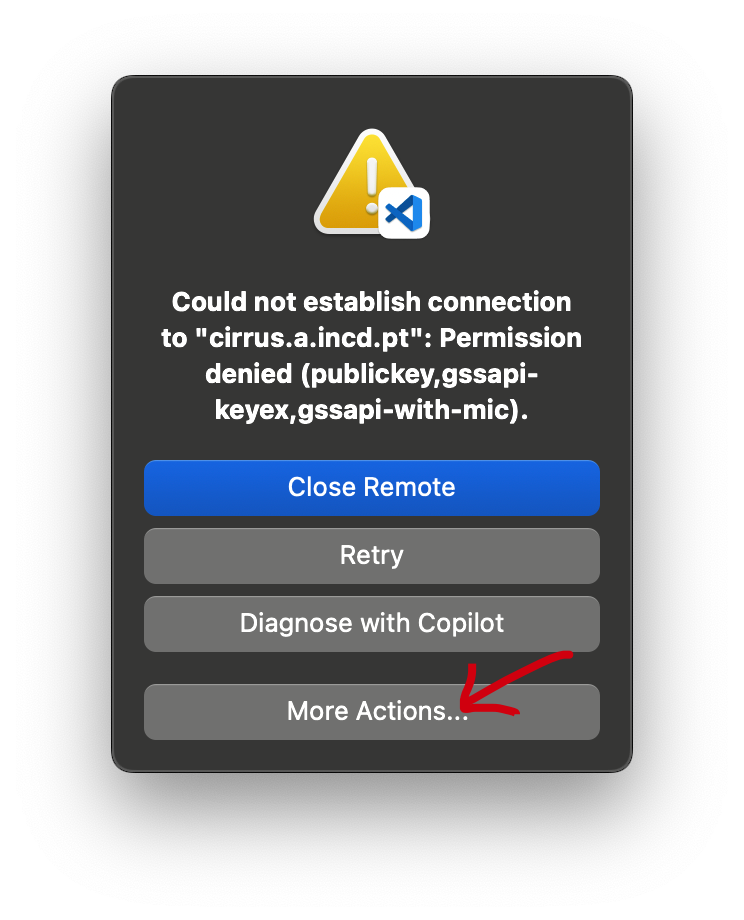 Could not establish connection
to "cirrus.a.incd.pt": Permission
denied (publickey,gssapi-
keyex,gssapi-with-mic).
Close Remote
Retry
Diagnose with Copilot
More Actions...